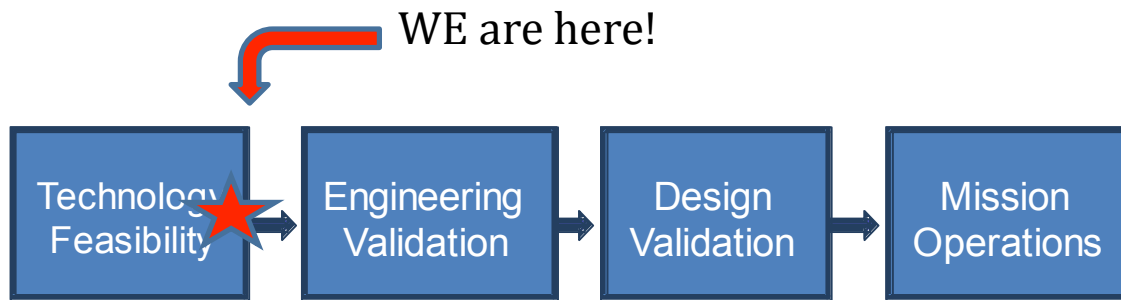 WE are here!
Technology
Feasibility
Engineering
Validation
Design
Validation
Mission
Operations